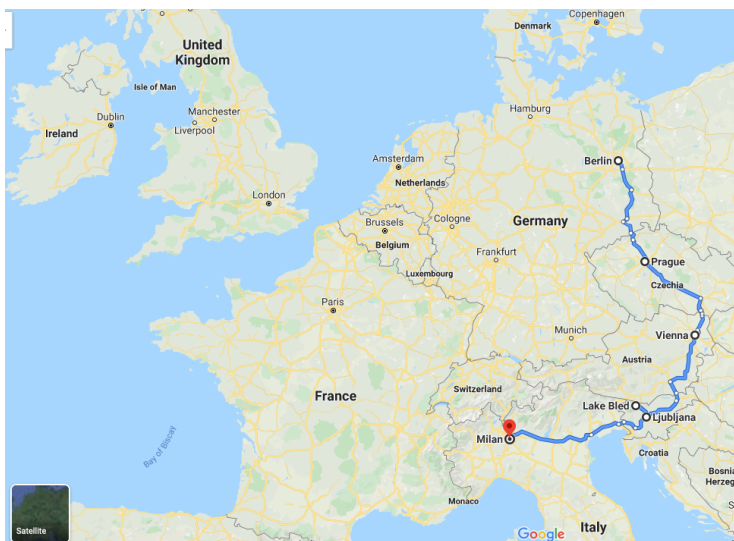 Copenhagen
Denmark
United
Kingdom
Isle of Man
Hamburg
Dublin
Manchester
Ireland
Liverpool
Berlin
Amsterdam
Netherlands
London
Brussels
Cologne
Germany
Belgium
Frankfurt
Prague
Luxembourg
Czechia
Paris
Munich
Vienna
Austria
Switzerland
France
Lake Bled
Ljubljana
Milan
Bay of Biscay
Croatia
Bosnia
Herzeg
Monaco
S
Satellite
Google
Italy